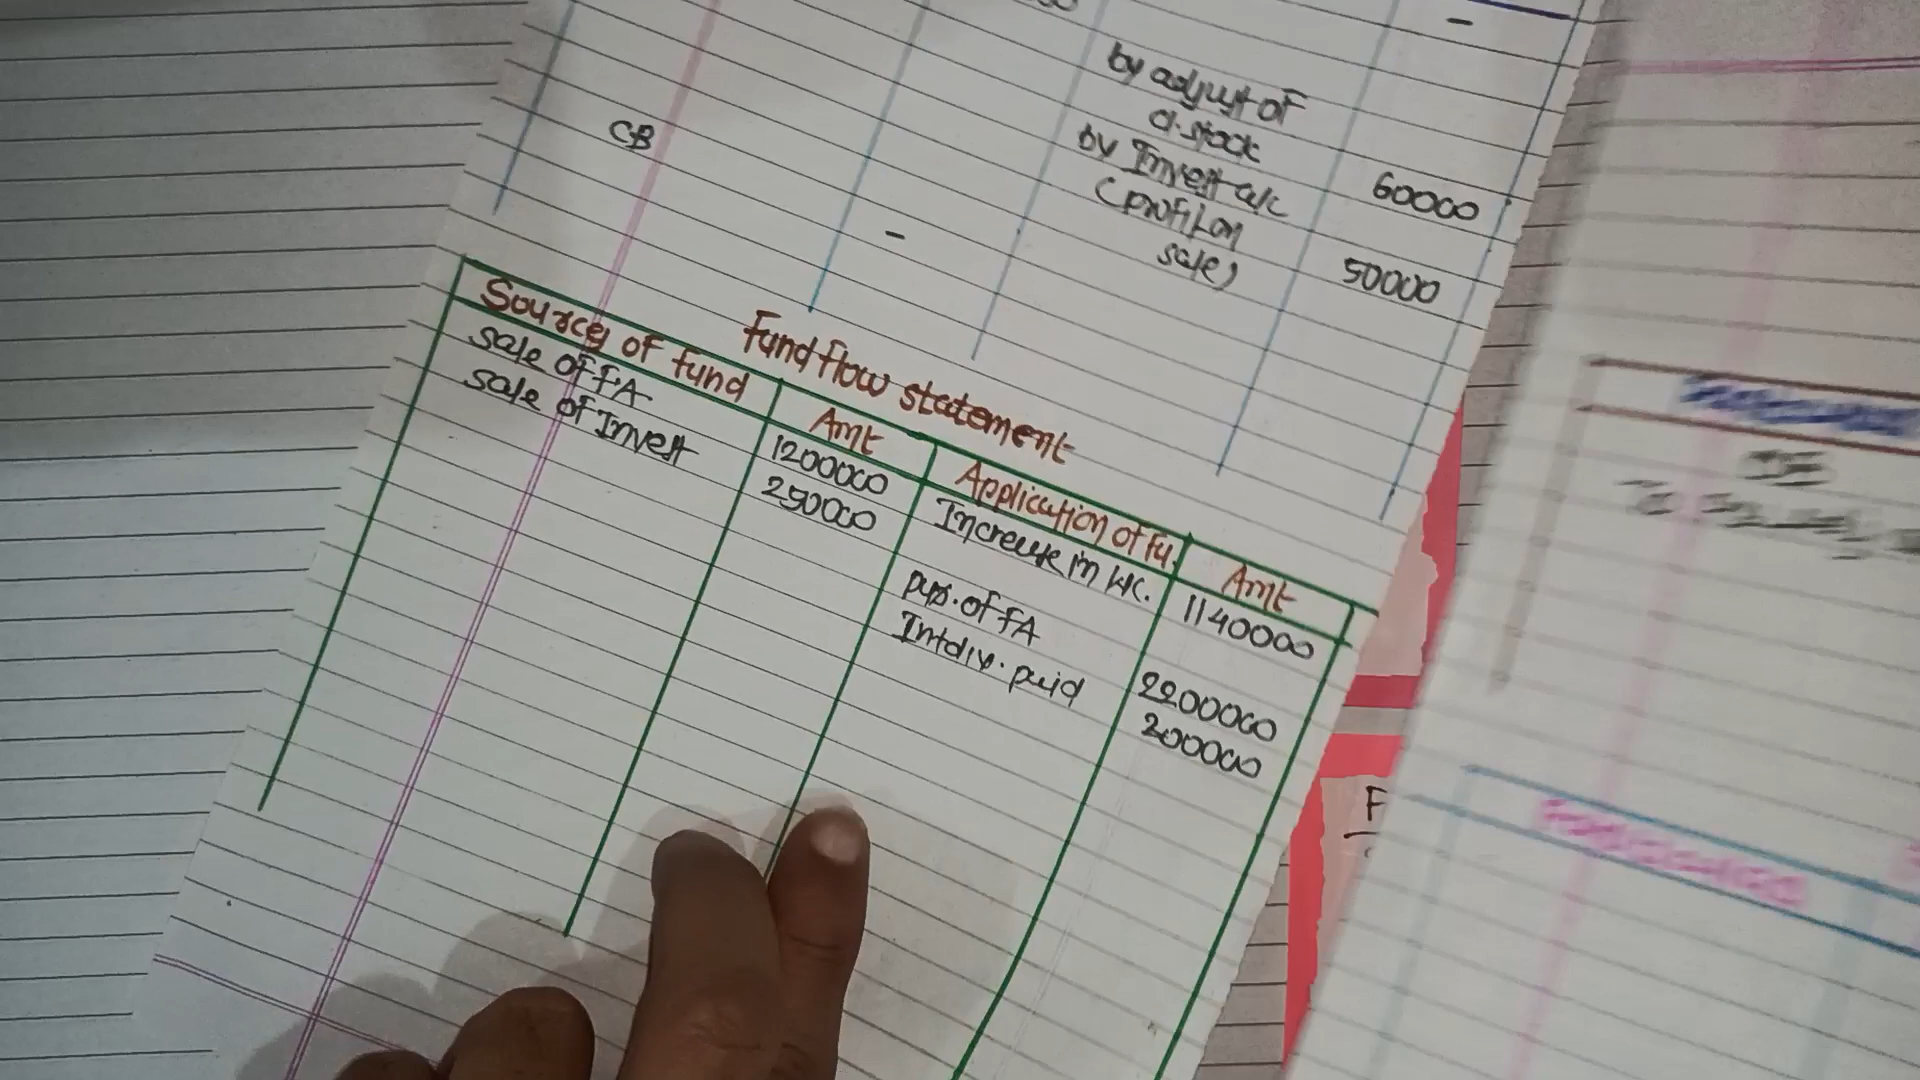 by adjust of
cl.stock
60000
by Invest a/c
(profit on
sale)
50000
CB
-
-
Fund flow statement
Sources of fund
Amt
Application of Fu.
Amt
sale of F.A
1200000
Increase in W.C.
1140000
sale of Invest
250000
pur. of FA
2200000
Int div. paid
200000
F